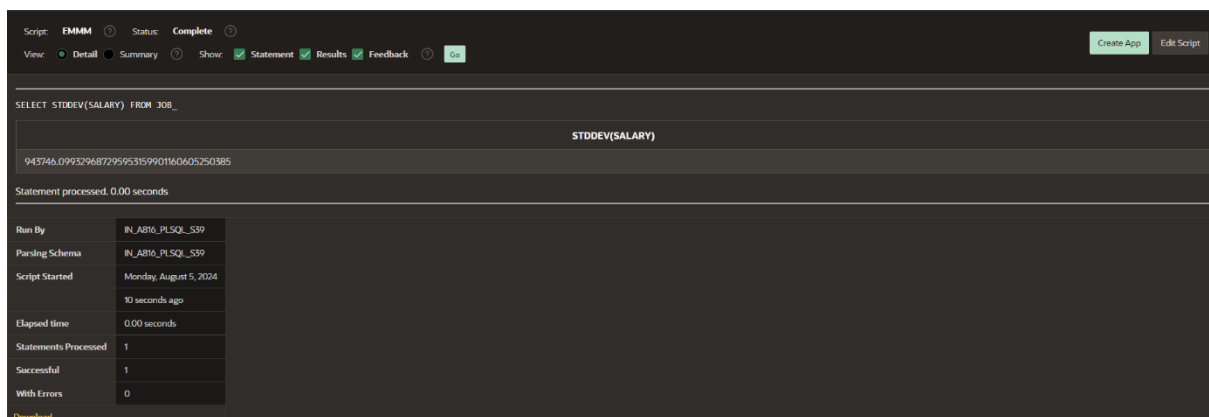 Script: EMMM Status: Complete
View: Detail Summary Show: Statement Results Feedback Go
Create App Edit Script
SELECT STDDEV(SALARY) FROM JOB_
STDDEV(SALARY)
943746.099329687295953159901160605250385
Statement processed. 0.00 seconds
Run By IN_A816_PLSQL_S39
Parsing Schema IN_A816_PLSQL_S39
Script Started Monday, August 5, 2024
10 seconds ago
Elapsed time 0.00 seconds
Statements Processed 1
Successful 1
With Errors 0
Download